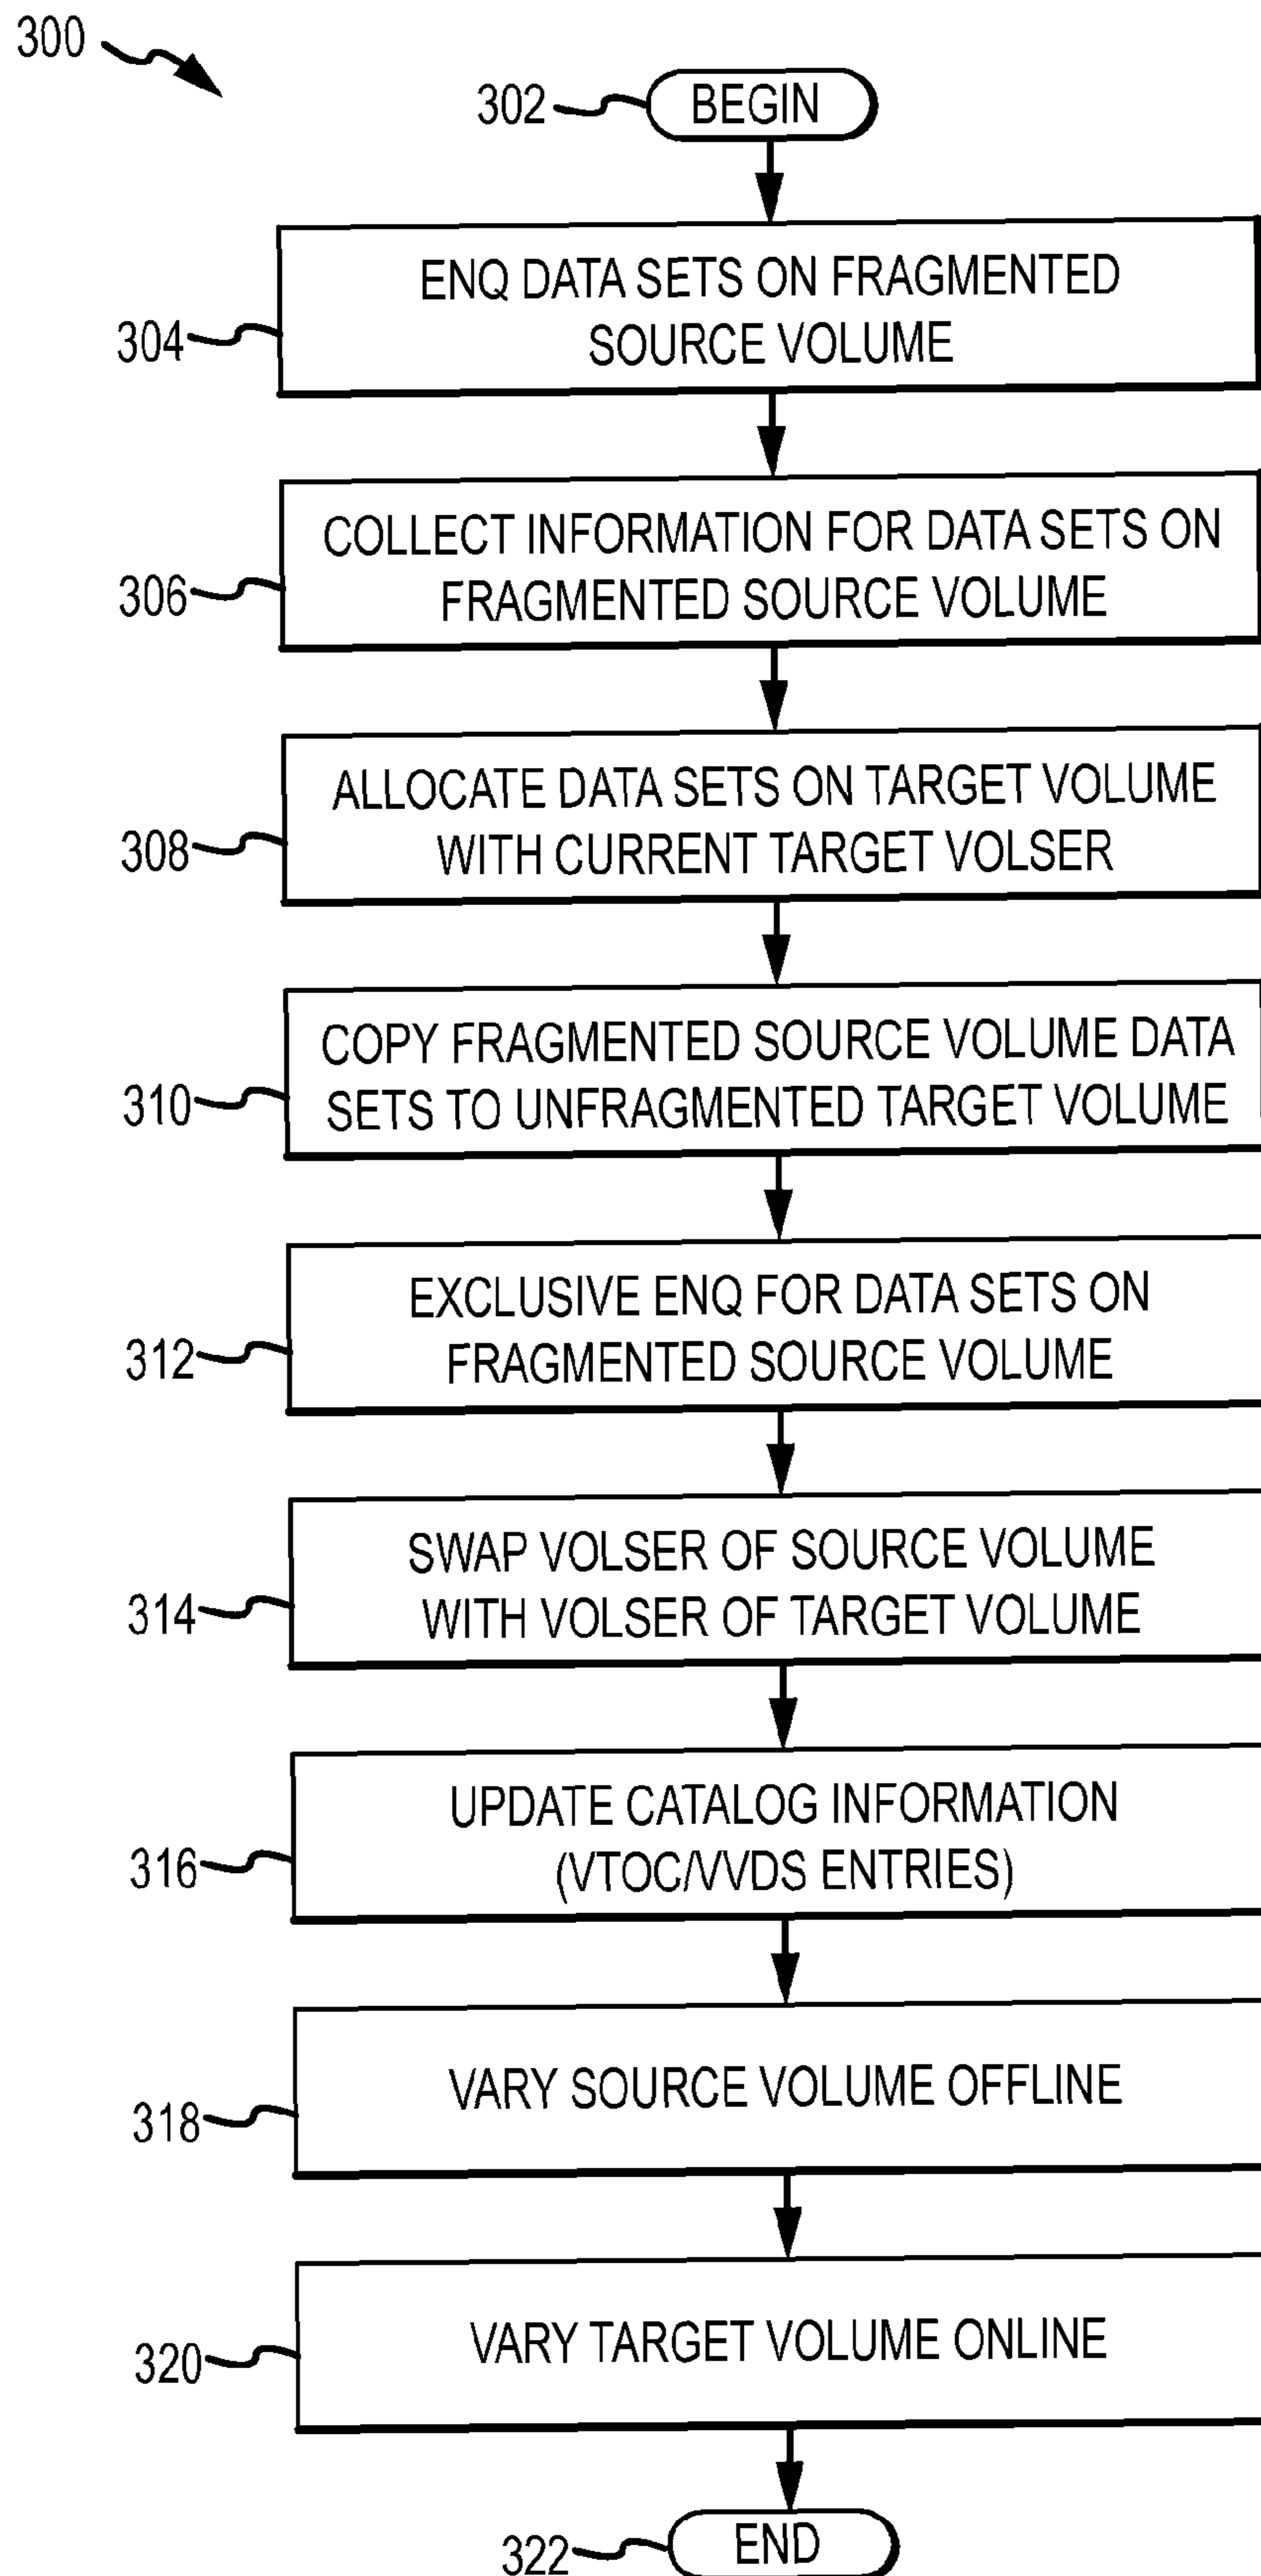 300
302
BEGIN
ENQ DATA SETS ON FRAGMENTED
SOURCE VOLUME
304
COLLECT INFORMATION FOR DATA SETS ON
FRAGMENTED SOURCE VOLUME
306
ALLOCATE DATA SETS ON TARGET VOLUME
WITH CURRENT TARGET VOLSER
308
COPY FRAGMENTED SOURCE VOLUME DATA
SETS TO UNFRAGMENTED TARGET VOLUME
310
EXCLUSIVE ENQ FOR DATA SETS ON
FRAGMENTED SOURCE VOLUME
312
SWAP VOLSER OF SOURCE VOLUME
WITH VOLSER OF TARGET VOLUME
314
UPDATE CATALOG INFORMATION
(VTOC/VVDS ENTRIES)
316
VARY SOURCE VOLUME OFFLINE
318
VARY TARGET VOLUME ONLINE
320
END
322